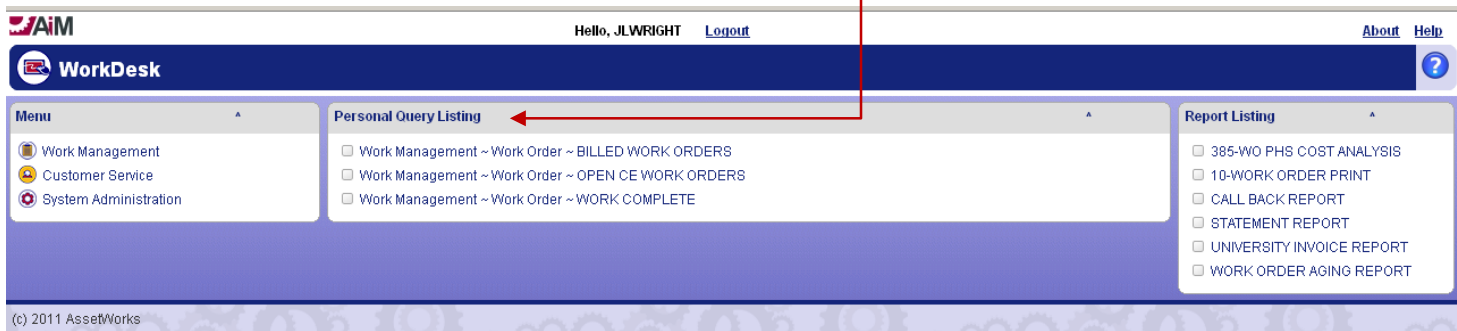 AiM
Hello, JLWRIGHT Logout
About Help
WorkDesk
?
Menu ^
Work Management
Customer Service
System Administration
Personal Query Listing ^
Work Management ~ Work Order ~ BILLED WORK ORDERS
Work Management ~ Work Order ~ OPEN CE WORK ORDERS
Work Management ~ Work Order ~ WORK COMPLETE
Report Listing ^
385-WO PHS COST ANALYSIS
10-WORK ORDER PRINT
CALL BACK REPORT
STATEMENT REPORT
UNIVERSITY INVOICE REPORT
WORK ORDER AGING REPORT
(c) 2011 AssetWorks